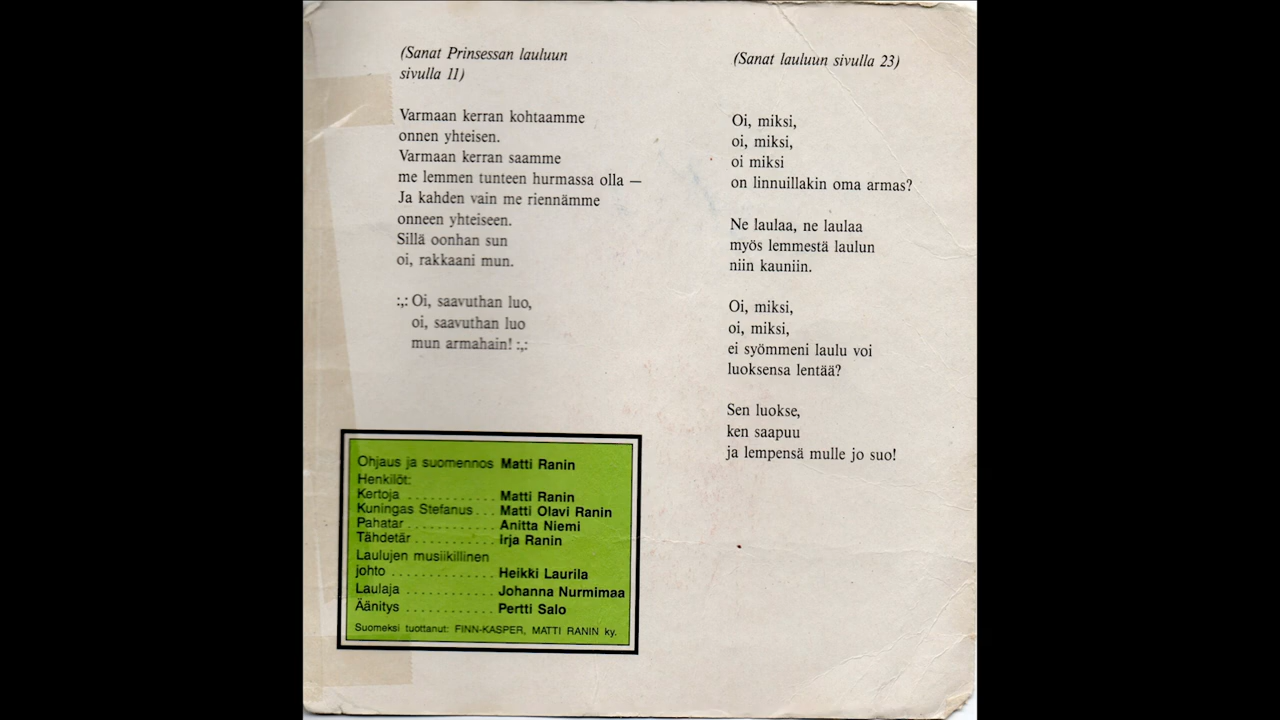 (Sanat Prinsessan lauluun
sivulla 11)
Varmaan kerran kohtaamme
onnen yhteisen.
Varmaan kerran saamme
me lemmen tunteen hurmassa olla —
Ja kahden vain me riennämme
onneen yhteiseen.
Sillä oonhan sun
oi, rakkaani mun.
:,: Oi, saavuthan luo,
oi, saavuthan luo
mun armahain! :,:
(Sanat lauluun sivulla 23)
Oi, miksi,
oi, miksi,
oi miksi
on linnuillakin oma armas?
Ne laulaa, ne laulaa
myös lemmestä laulun
niin kauniin.
Oi, miksi,
oi, miksi,
ei syömmeni laulu voi
luoksensa lentää?
Sen luokse,
ken saapuu
ja lempensä mulle jo suo!
Ohjaus ja suomennos Matti Ranin
Henkilöt:
Kertoja ........... Matti Ranin
Kuningas Stefanus... Matti Olavi Ranin
Pahatar ........... Anitta Niemi
Tähdetär .......... Irja Ranin
Laulujen musiikillinen
johto ............. Heikki Laurila
Laulaja ........... Johanna Nurmimaa
Äänitys ........... Pertti Salo
Suomeksi tuottanut: FINN-KASPER, MATTI RANIN ky.